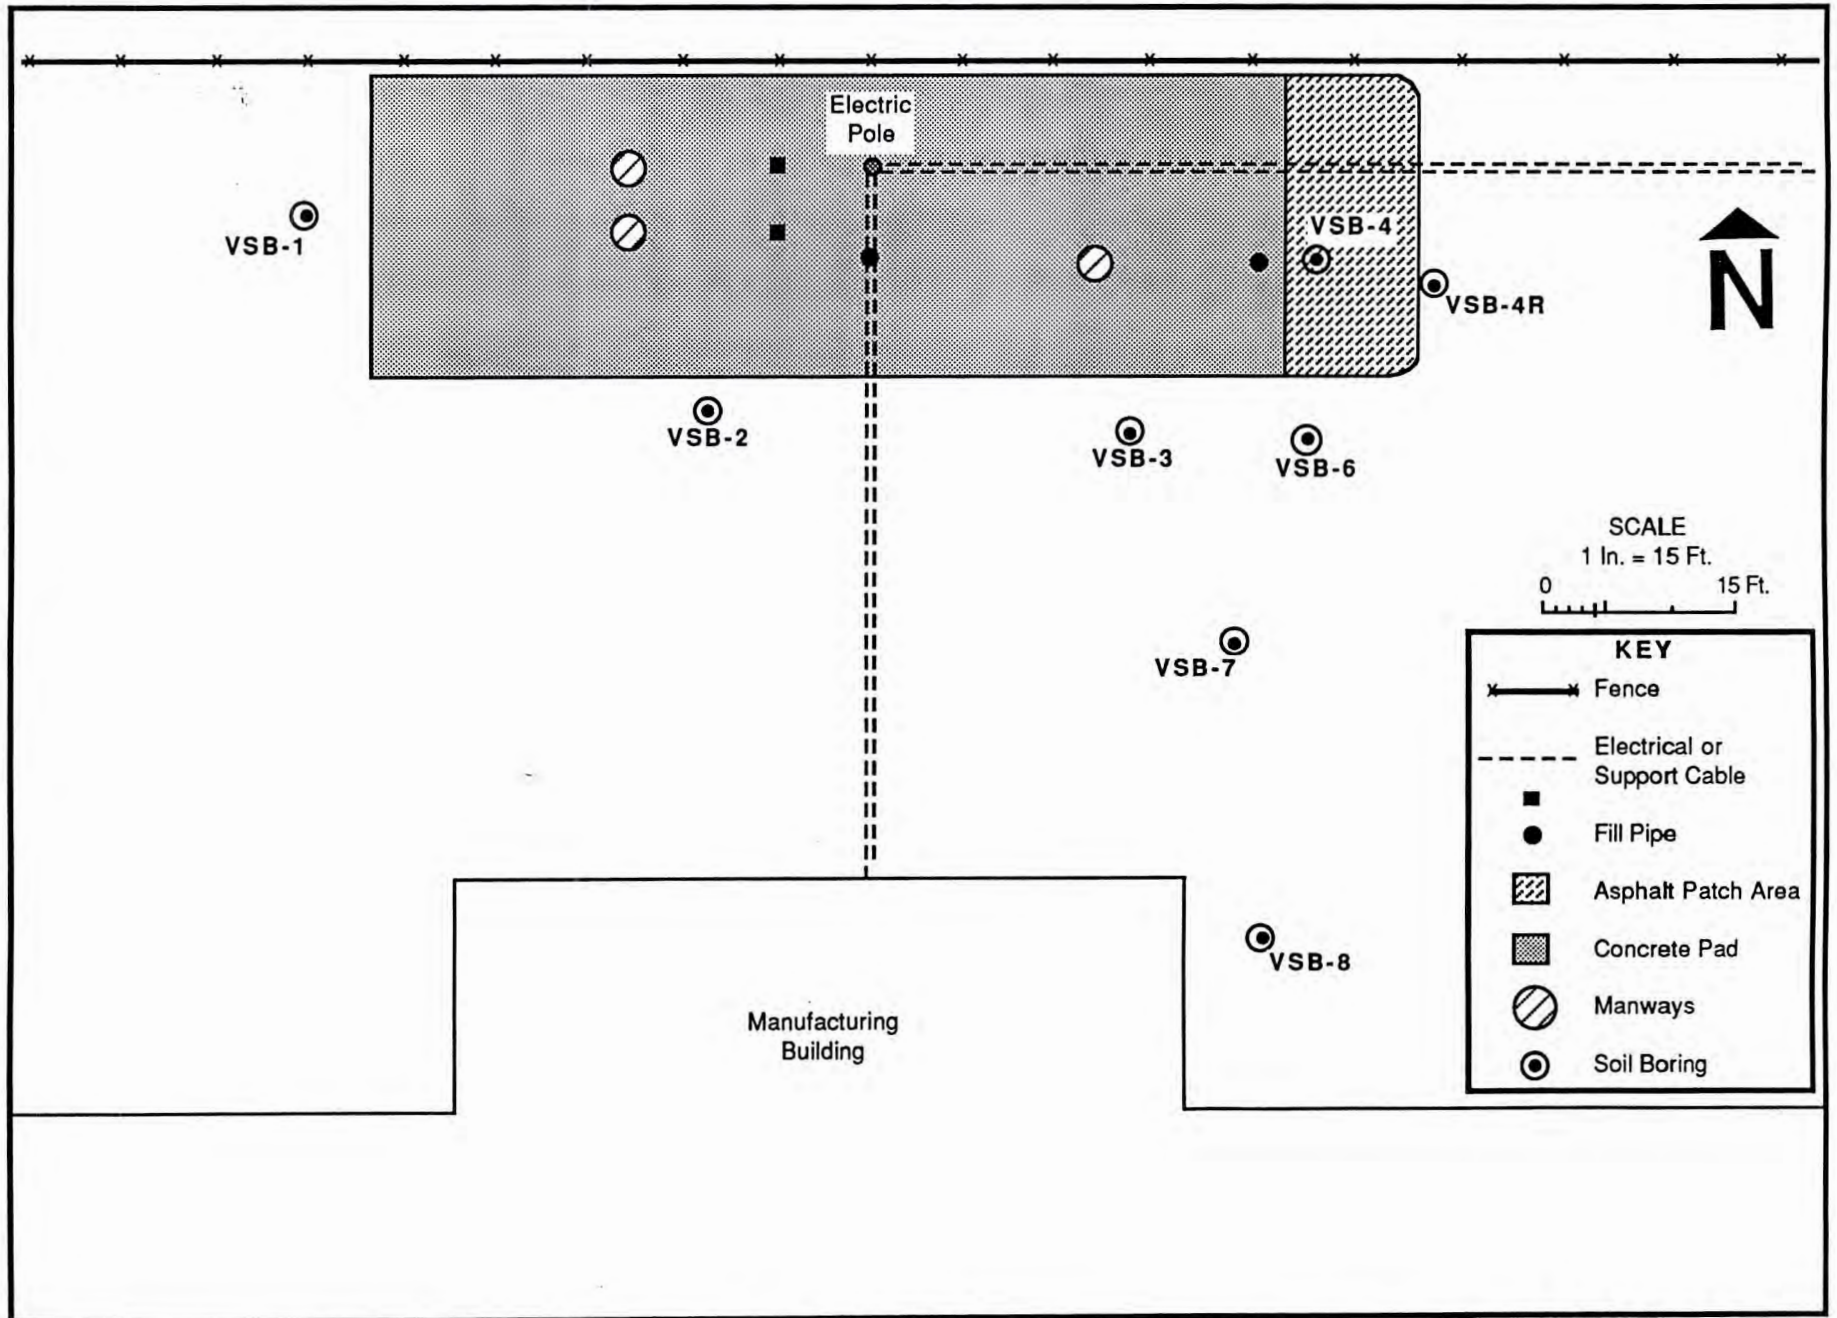 Electric
Pole
VSB-1
VSB-4
VSB-4R
N
VSB-2
VSB-3
VSB-6
SCALE
1 In. = 15 Ft.
0 15 Ft.
VSB-7
KEY
Fence
Electrical or
Support Cable
Fill Pipe
Asphalt Patch Area
Concrete Pad
Manways
Soil Boring
VSB-8
Manufacturing
Building